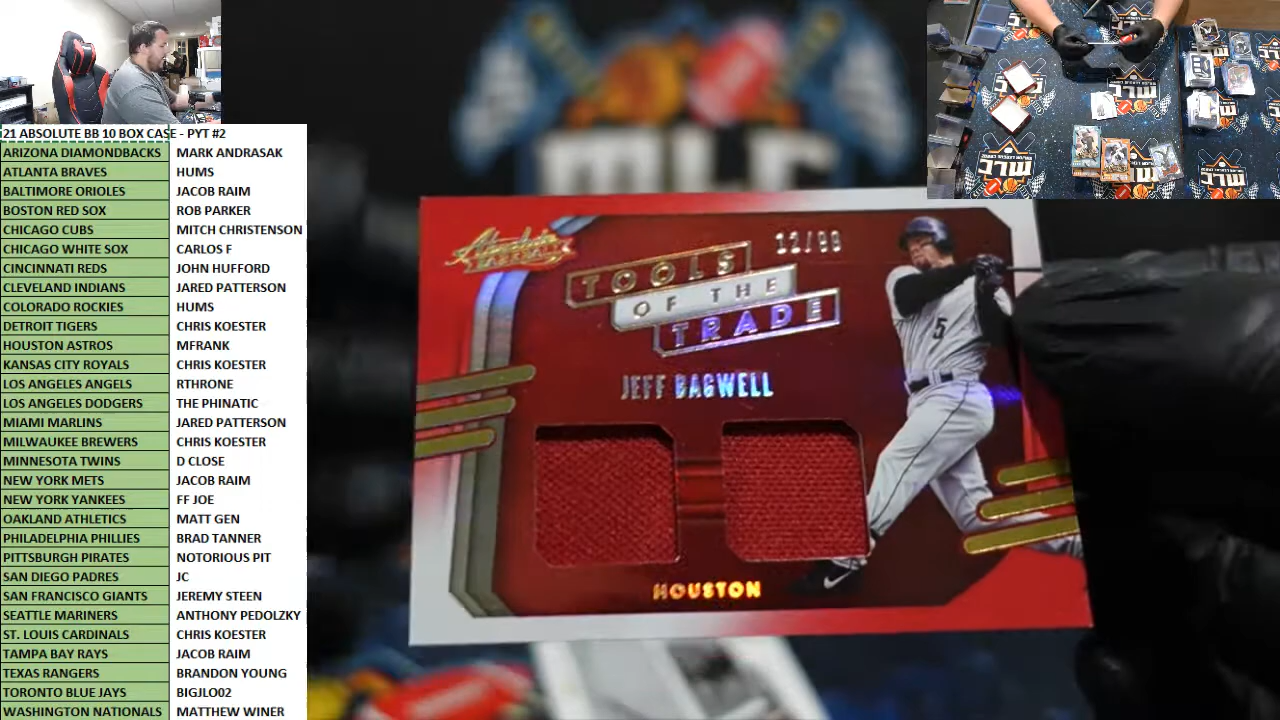 21 ABSOLUTE BB 10 BOX CASE - PYT #2
ARIZONA DIAMONDBACKS MARK ANDRASAK
ATLANTA BRAVES HUMS
BALTIMORE ORIOLES JACOB RAIM
BOSTON RED SOX ROB PARKER
CHICAGO CUBS MITCH CHRISTENSON
CHICAGO WHITE SOX CARLOS F
CINCINNATI REDS JOHN HUFFORD
CLEVELAND INDIANS JARED PATTERSON
COLORADO ROCKIES HUMS
DETROIT TIGERS CHRIS KOESTER
HOUSTON ASTROS MFRANK
KANSAS CITY ROYALS CHRIS KOESTER
LOS ANGELES ANGELS RTHRONE
LOS ANGELES DODGERS THE PHINATIC
MIAMI MARLINS JARED PATTERSON
MILWAUKEE BREWERS CHRIS KOESTER
MINNESOTA TWINS D CLOSE
NEW YORK METS JACOB RAIM
NEW YORK YANKEES FF JOE
OAKLAND ATHLETICS MATT GEN
PHILADELPHIA PHILLIES BRAD TANNER
PITTSBURGH PIRATES NOTORIOUS PIT
SAN DIEGO PADRES JC
SAN FRANCISCO GIANTS JEREMY STEEN
SEATTLE MARINERS ANTHONY PEDOLZKY
ST. LOUIS CARDINALS CHRIS KOESTER
TAMPA BAY RAYS JACOB RAIM
TEXAS RANGERS BRANDON YOUNG
TORONTO BLUE JAYS BIGJLO02
WASHINGTON NATIONALS MATTHEW WINER
Absolute
BASEBALL
12/99
TOOLS
OF THE
TRADE
JEFF BAGWELL
5
HOUSTON